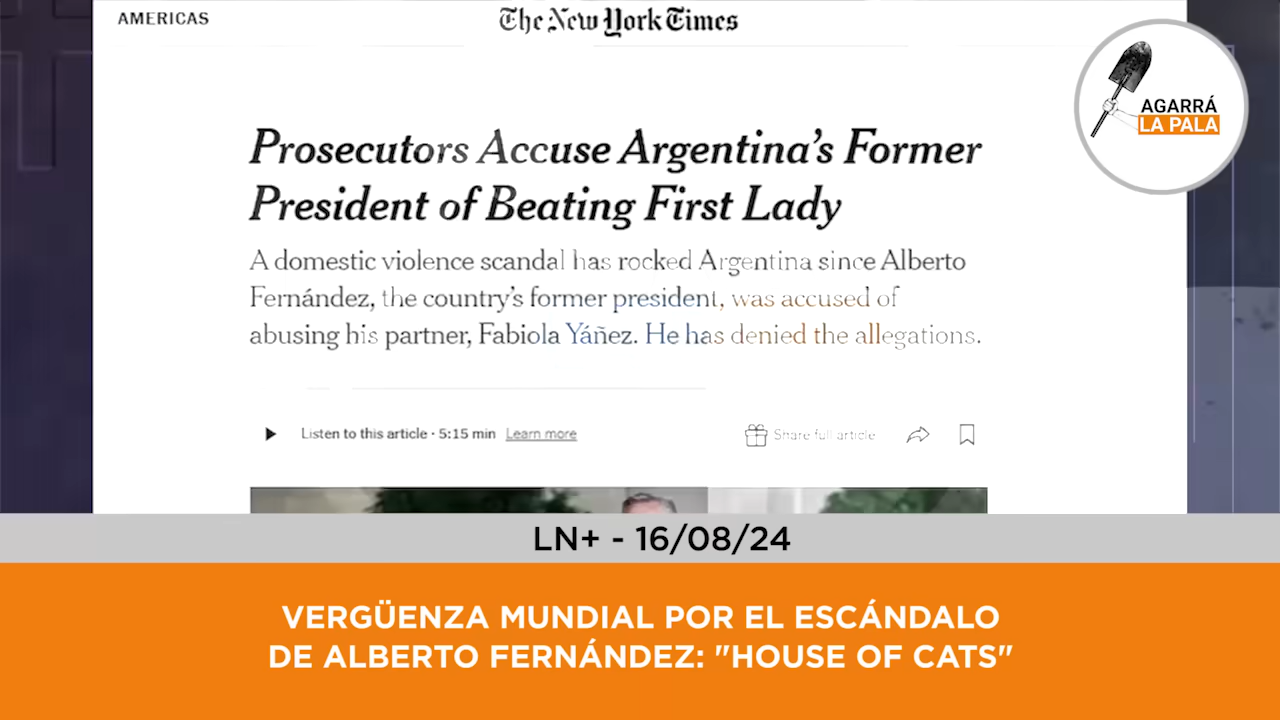 AMERICAS
The New York Times
AGARRÁ
LA PALA
Prosecutors Accuse Argentina's Former
President of Beating First Lady
A domestic violence scandal has rocked Argentina since Alberto
Fernández, the country's former president, was accused of
abusing his partner, Fabiola Yáñez. He has denied the allegations.
Listen to this article · 5:15 min Learn more
Share full article
LN+ - 16/08/24
VERGÜENZA MUNDIAL POR EL ESCÁNDALO
DE ALBERTO FERNÁNDEZ: "HOUSE OF CATS"